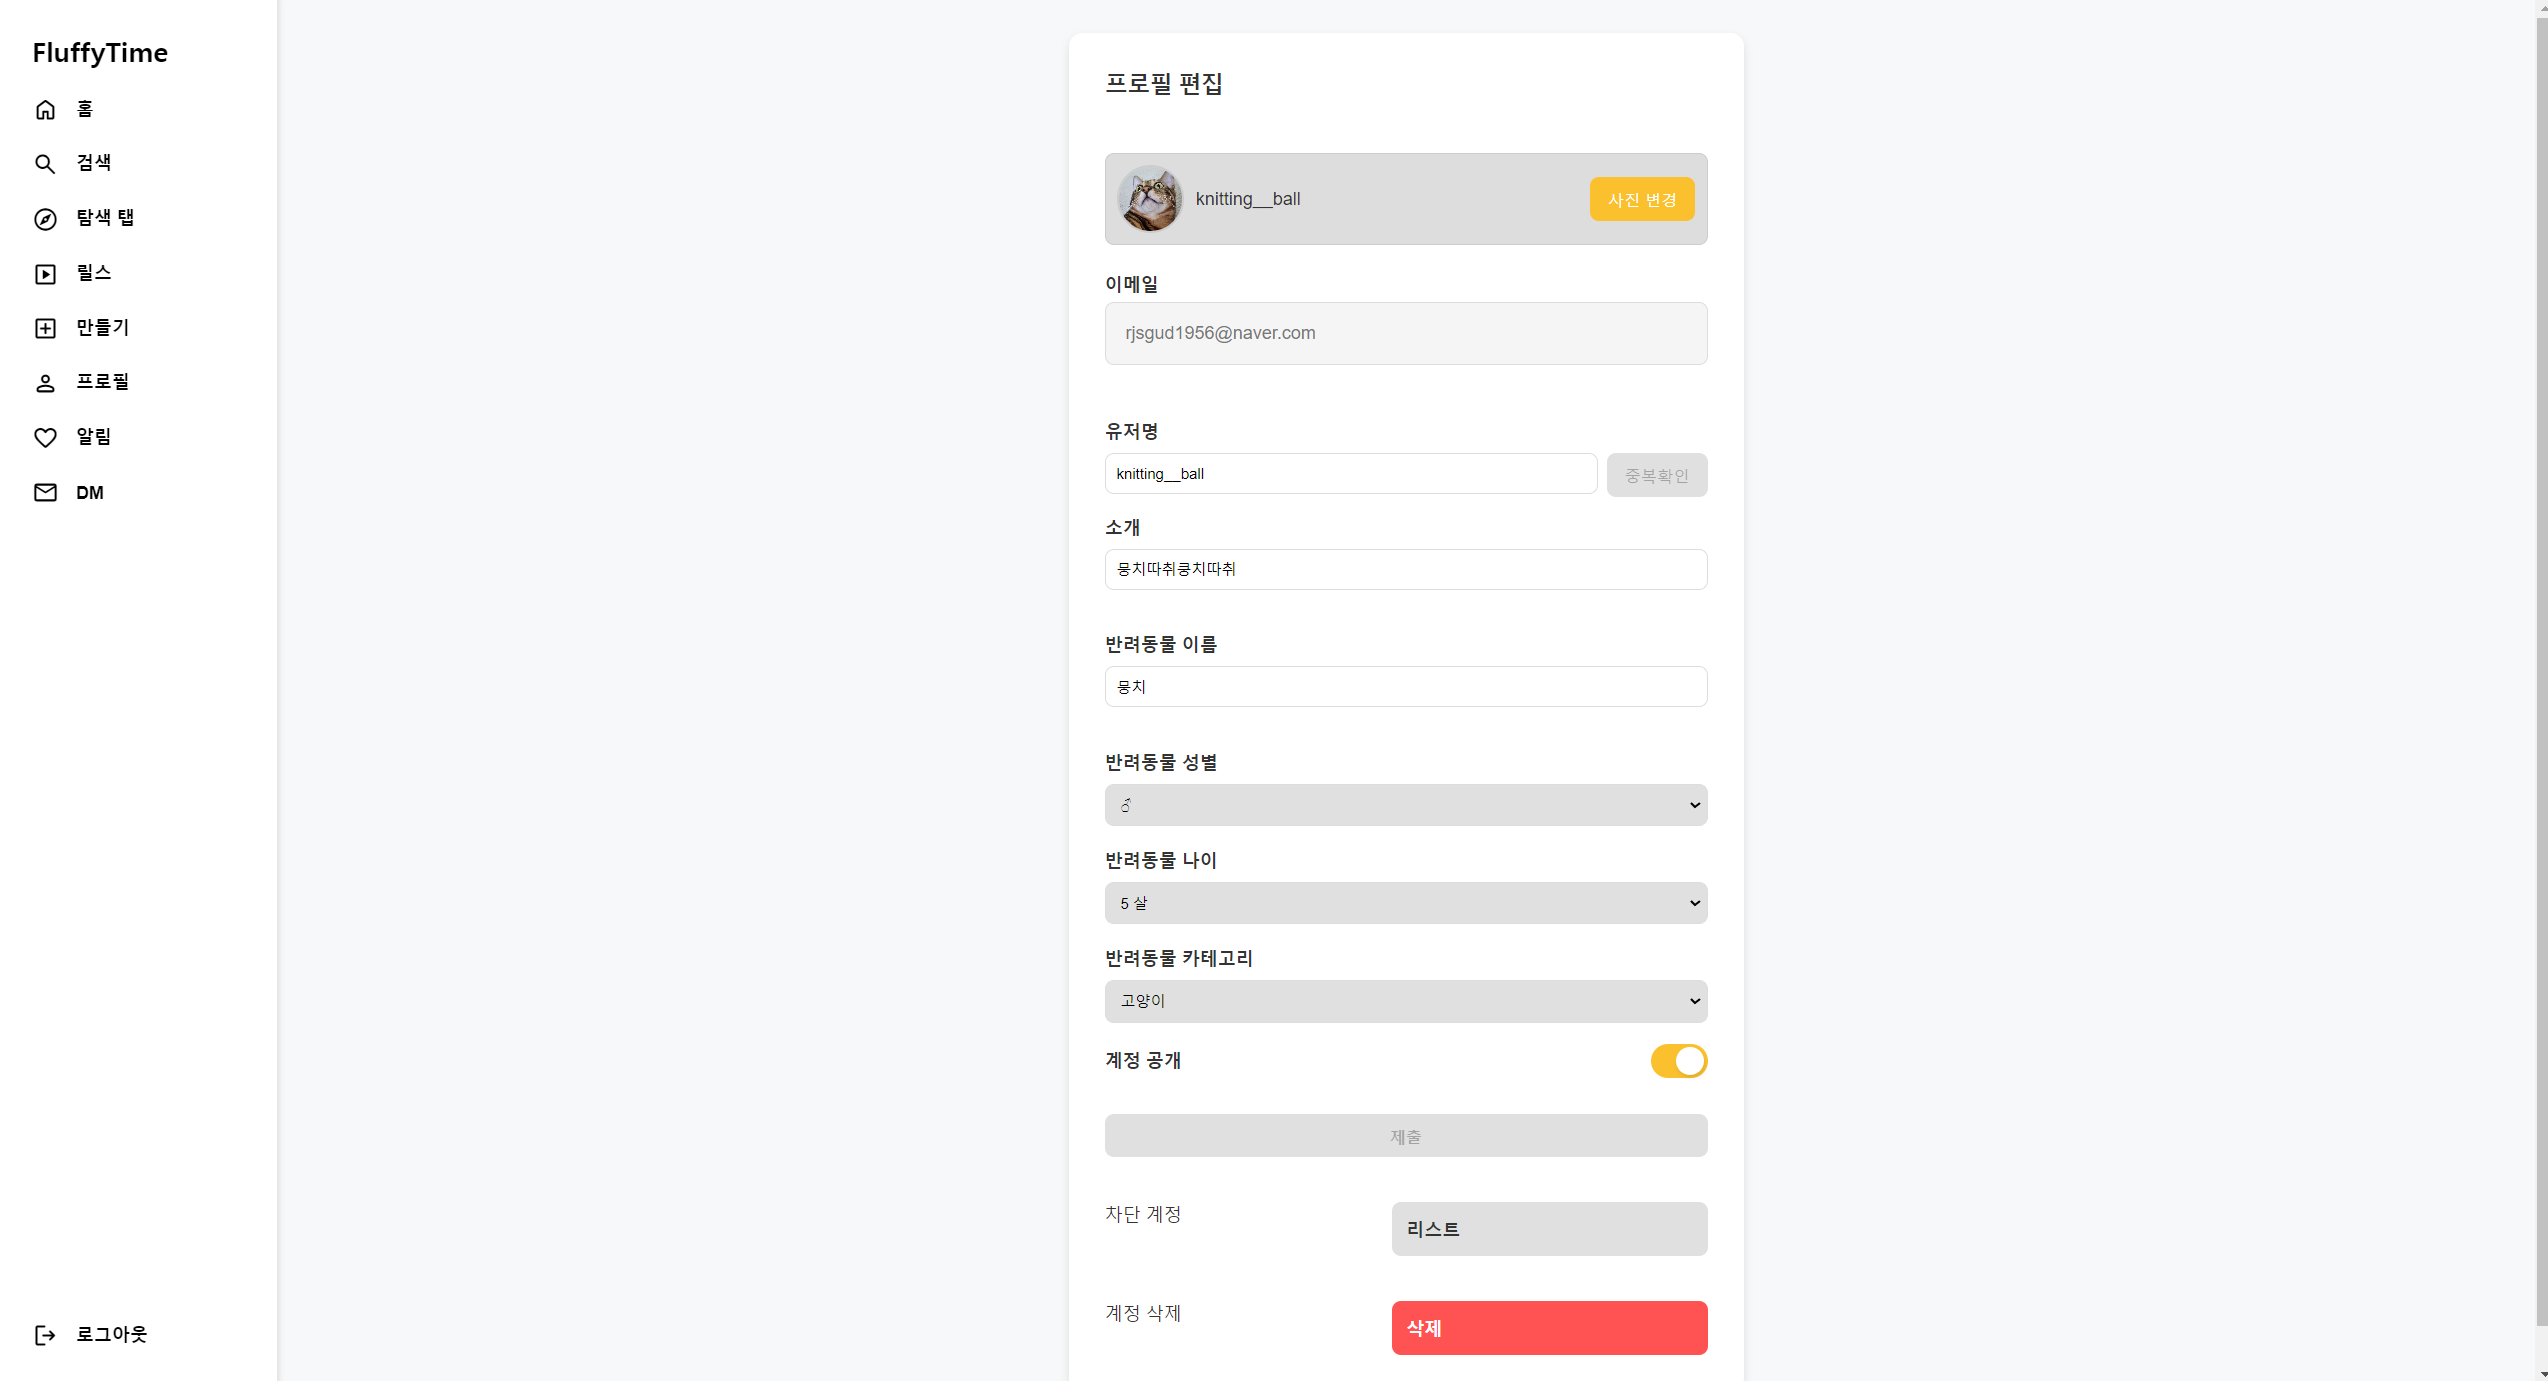 FluffyTime
홈
검색
탐색 탭
릴스
만들기
프로필
알림
DM
로그아웃
프로필 편집
knitting__ball
사진 변경
이메일
rjsgud1956@naver.com
유저명
knitting__ball
중복확인
소개
뭉치따취쿵치따취
반려동물 이름
뭉치
반려동물 성별
♂
반려동물 나이
5 살
반려동물 카테고리
고양이
계정 공개
제출
차단 계정
리스트
계정 삭제
삭제